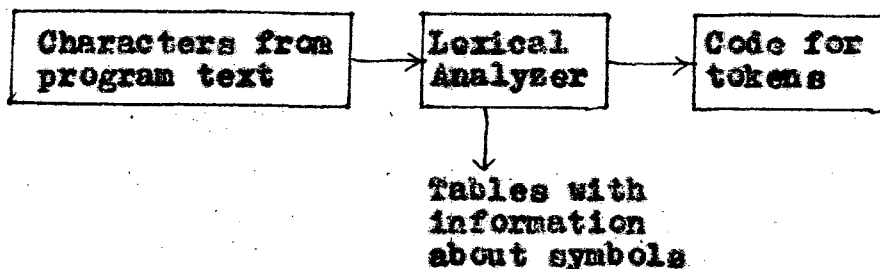 Characters from
program text
Lexical
Analyzer
Code for
tokens
Tables with
information
about symbols